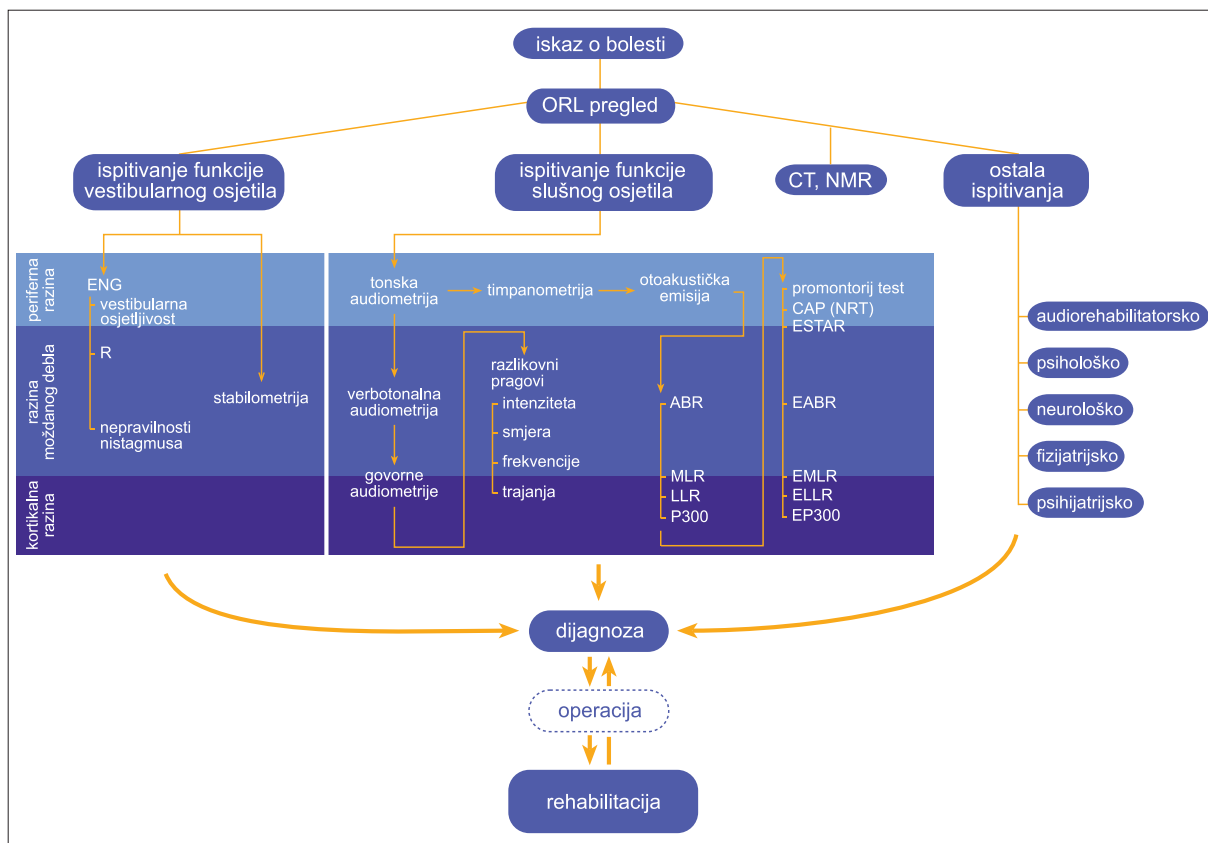 iskaz o bolesti
ORL pregled
ispitivanje funkcije
vestibularnog osjetila
ispitivanje funkcije
slušnog osjetila
CT, NMR
ostala
ispitivanja
periferna
razina
razina
moždanog debla
kortikalna
razina
ENG
vestibularna
osjetljivost
R
nepravilnosti
nistagmusa
stabilometrija
tonska
audiometrija
timpanometrija
otoakustička
emisija
verbotonalna
audiometrija
govorne
audiometrije
razlikovni
pragovi
intenziteta
smjera
frekvencije
trajanja
ABR
MLR
LLR
P300
promontorij test
CAP (NRT)
ESTAR
EABR
EMLR
ELLR
EP300
audiorehabilitatorsko
psihološko
neurološko
fizijatrijsko
psihijatrijsko
dijagnoza
operacija
rehabilitacija